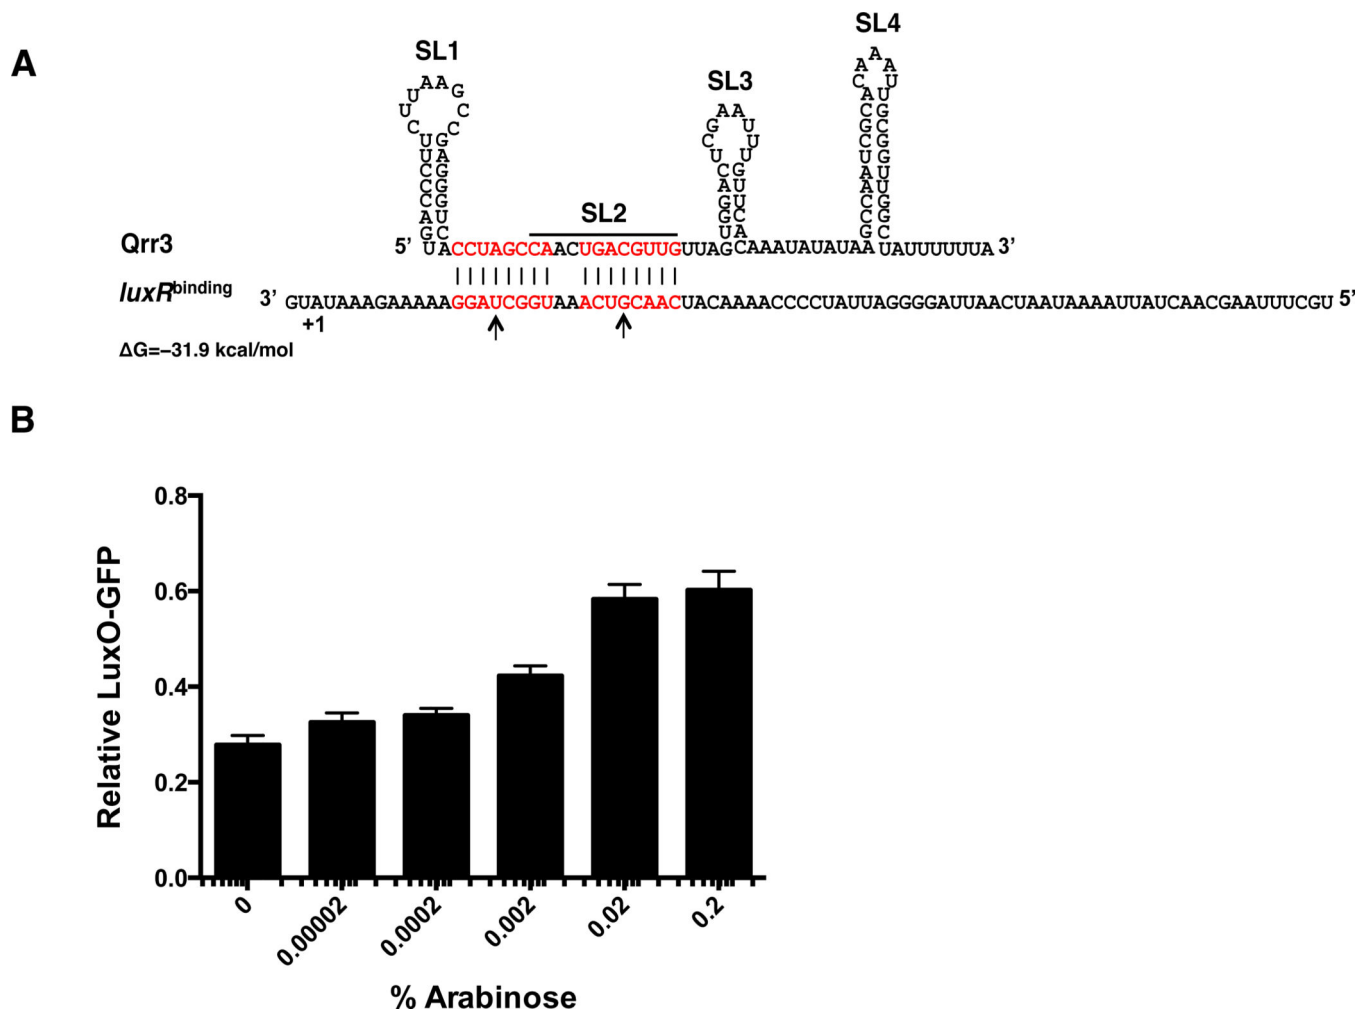 A
SL1
SL3
SL4
SL2
Qrr3
5’ UGACCCUUCUUAAGCCGAGGGUCACCUAGCCAACUGACGUUGUUAGUGGACUCGAAUUUGUUCACAAAUAUAUAAGCCAAUCGCACAAAUUGCGGUUGGCUAUUUUUUA 3’
luxR binding
3’ GUAUAAAGAAAAAGGAUCGGUAAACUGCAACUACAAAACCCCUAUUAGGGGAUUAACUAAUAAAAUUAUCAACGAAUUUCGU 5’
+1
ΔG=–31.9 kcal/mol
B
Relative LuxO-GFP
0.8
0.6
0.4
0.2
0.0
0 0.00002 0.0002 0.002 0.02 0.2
% Arabinose